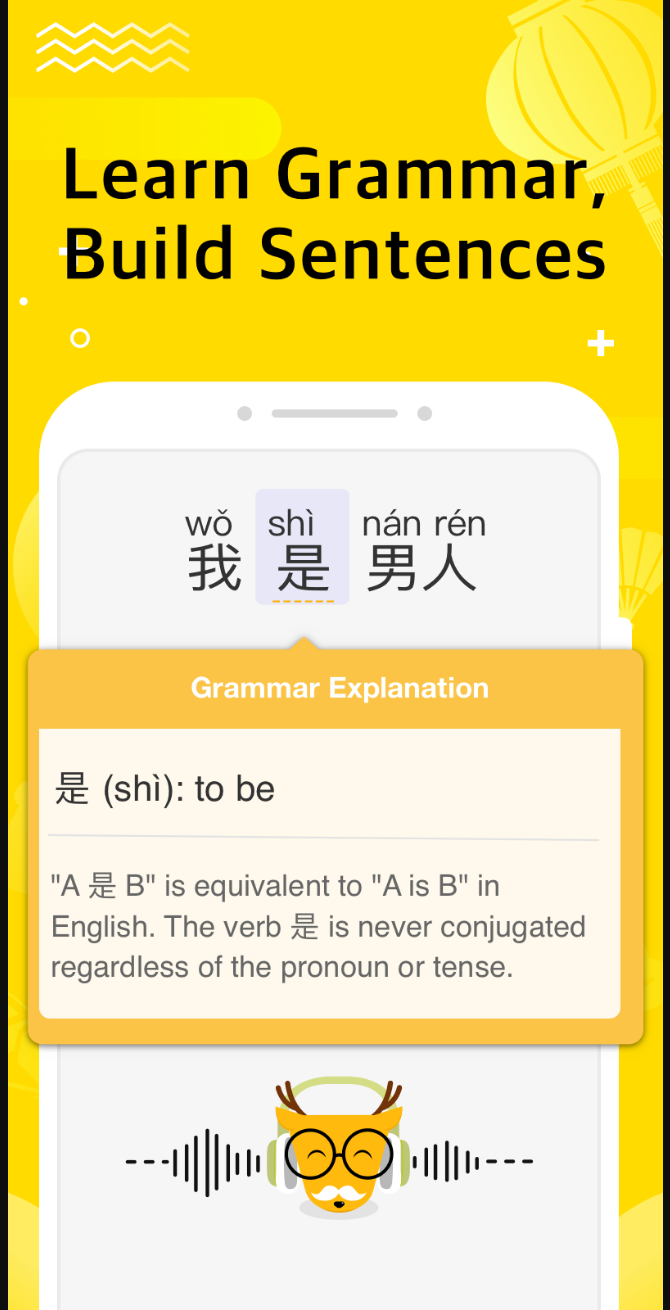 Learn Grammar,
Build Sentences
wǒ shì nán rén
我 是 男人
Grammar Explanation
是 (shì): to be
"A 是 B" is equivalent to "A is B" in
English. The verb 是 is never conjugated
regardless of the pronoun or tense.